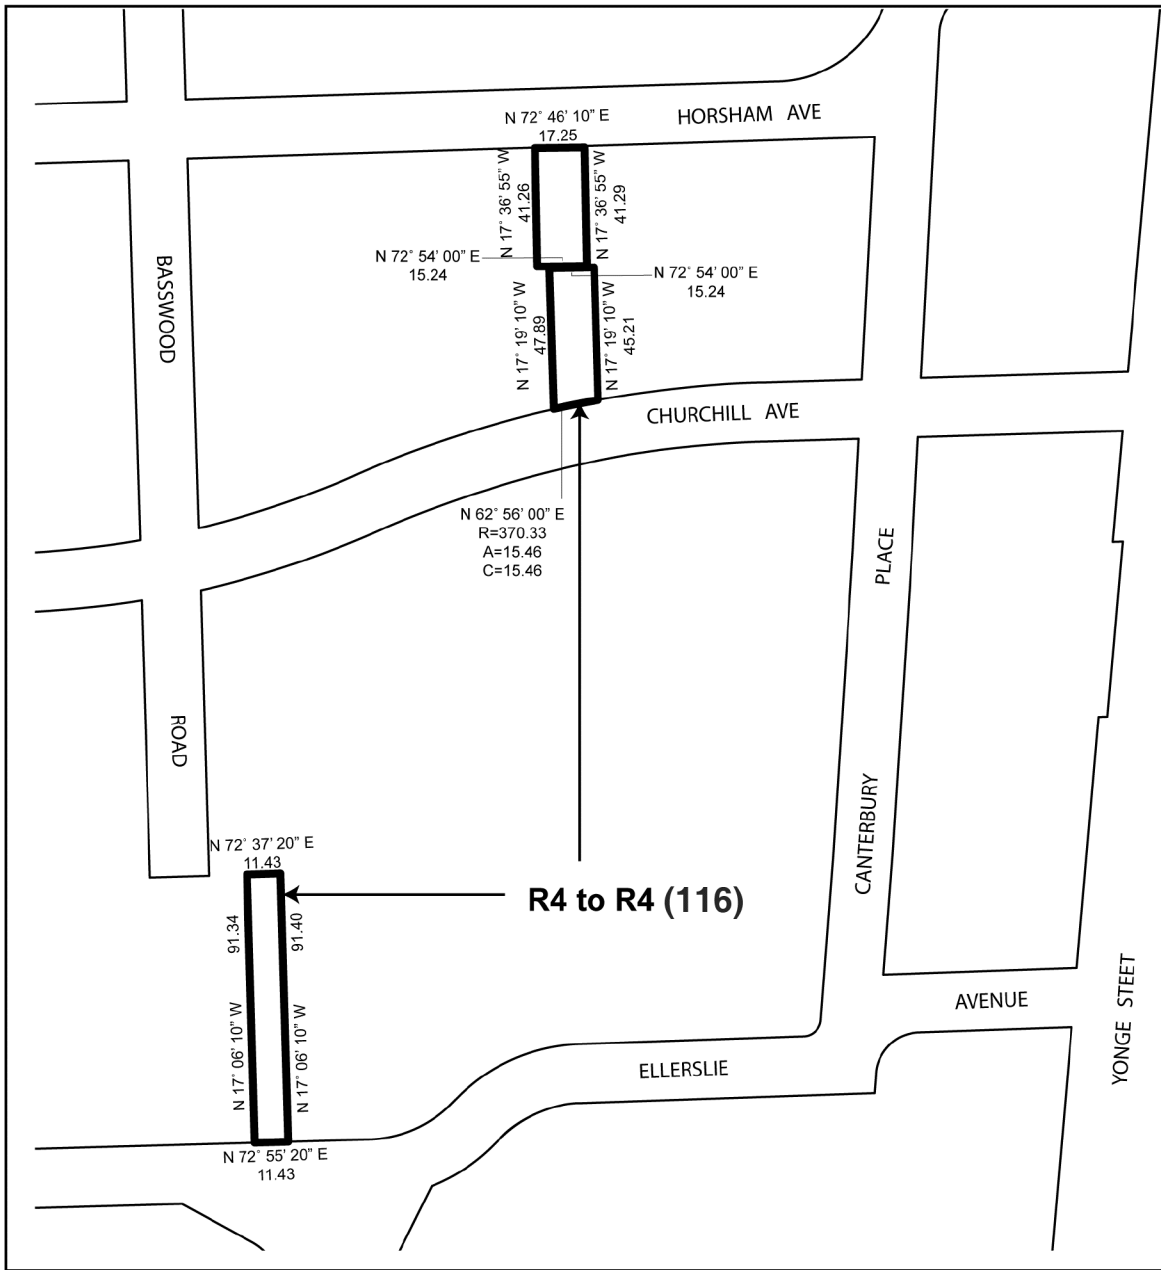 HORSHAM AVE
N 72° 46' 10" E
17.25
N 17° 36' 55" W
41.26
N 17° 36' 55" W
41.29
N 72° 54' 00" E
15.24
N 72° 54' 00" E
15.24
BASSWOOD
N 17° 19' 10" W
47.89
N 17° 19' 10" W
45.21
CHURCHILL AVE
N 62° 56' 00" E
R=370.33
A=15.46
C=15.46
PLACE
ROAD
CANTERBURY
N 72° 37' 20" E
11.43
R4 to R4 (116)
91.34
91.40
N 17° 06' 10" W
N 17° 06' 10" W
AVENUE
YONGE STEET
ELLERSLIE
N 72° 55' 20" E
11.43